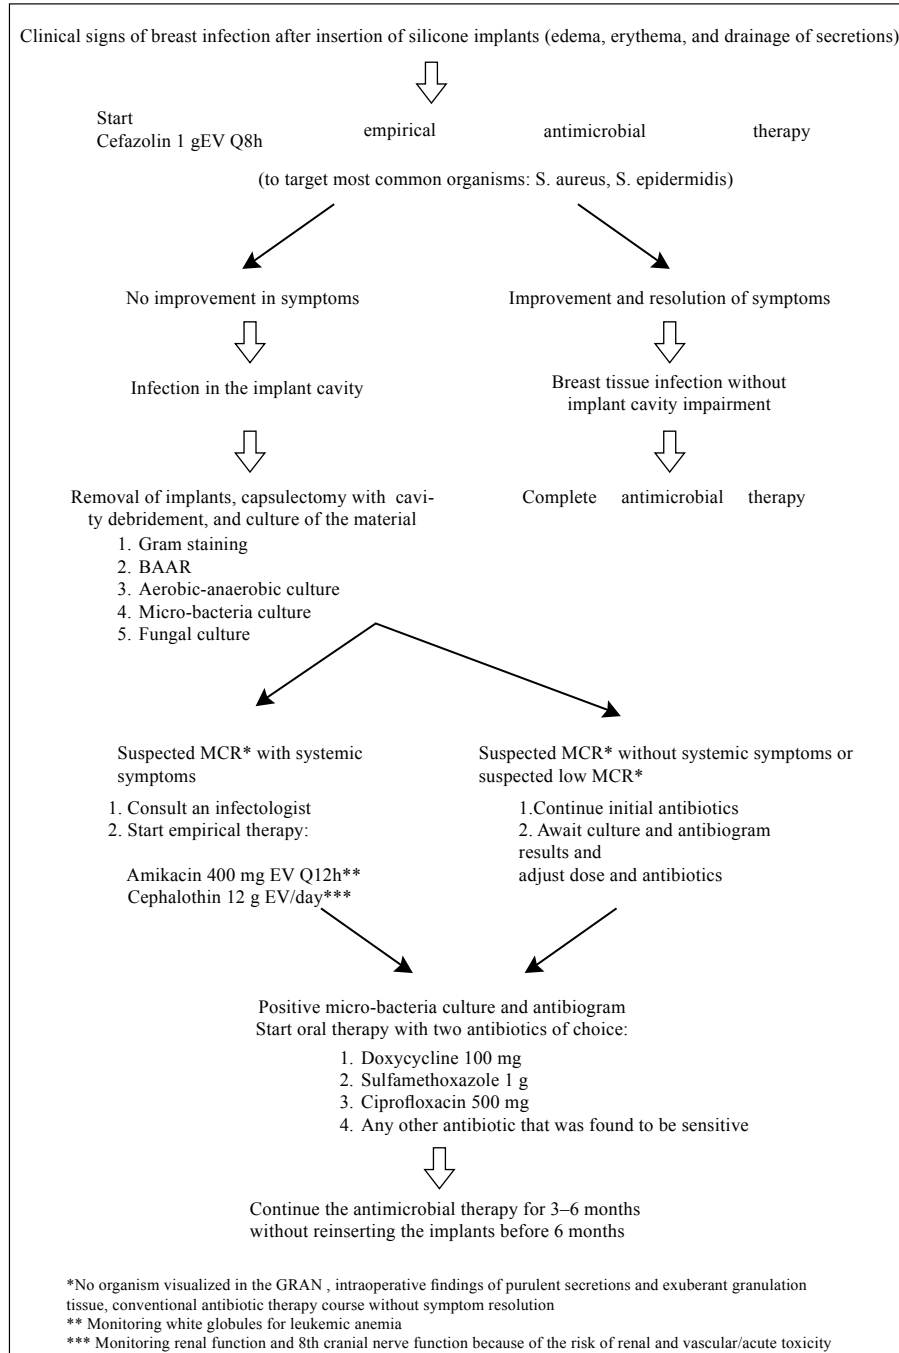 Clinical signs of breast infection after insertion of silicone implants (edema, erythema, and drainage of secretions)
Start empirical antimicrobial therapy
Cefazolin 1 gEV Q8h
(to target most common organisms: S. aureus, S. epidermidis)
No improvement in symptoms
Improvement and resolution of symptoms
Infection in the implant cavity
Breast tissue infection without
implant cavity impairment
Removal of implants, capsulectomy with cavi-
ty debridement, and culture of the material
1. Gram staining
2. BAAR
3. Aerobic-anaerobic culture
4. Micro-bacteria culture
5. Fungal culture
Complete antimicrobial therapy
Suspected MCR* with systemic
symptoms
1. Consult an infectologist
2. Start empirical therapy:
Amikacin 400 mg EV Q12h**
Cephalothin 12 g EV/day***
Suspected MCR* without systemic symptoms or
suspected low MCR*
1.Continue initial antibiotics
2. Await culture and antibiogram
results and
adjust dose and antibiotics
Positive micro-bacteria culture and antibiogram
Start oral therapy with two antibiotics of choice:
1. Doxycycline 100 mg
2. Sulfamethoxazole 1 g
3. Ciprofloxacin 500 mg
4. Any other antibiotic that was found to be sensitive
Continue the antimicrobial therapy for 3–6 months
without reinserting the implants before 6 months
*No organism visualized in the GRAN , intraoperative findings of purulent secretions and exuberant granulation
tissue, conventional antibiotic therapy course without symptom resolution
** Monitoring white globules for leukemic anemia
*** Monitoring renal function and 8th cranial nerve function because of the risk of renal and vascular/acute toxicity